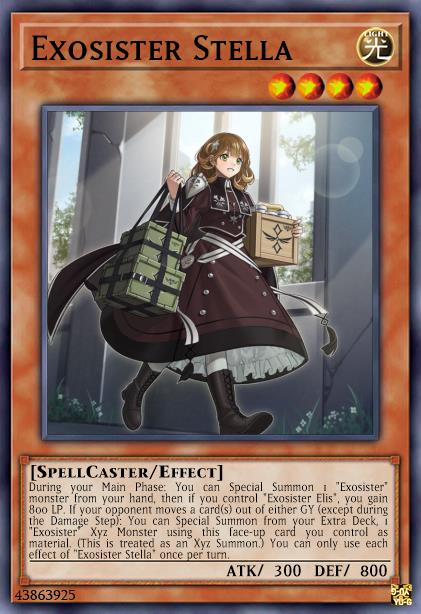 Exosister Stella
LIGHT
光
[Spellcaster/Effect]
During your Main Phase: You can Special Summon 1 "Exosister"
monster from your hand, then if you control "Exosister Elis", you gain
800 LP. If your opponent moves a card(s) out of either GY (except during
the Damage Step): You can Special Summon from your Extra Deck, 1
"Exosister" Xyz Monster using this face-up card you control as
material. (This is treated as an Xyz Summon.) You can only use each
effect of "Exosister Stella" once per turn.
ATK/ 300 DEF/ 800
43863925